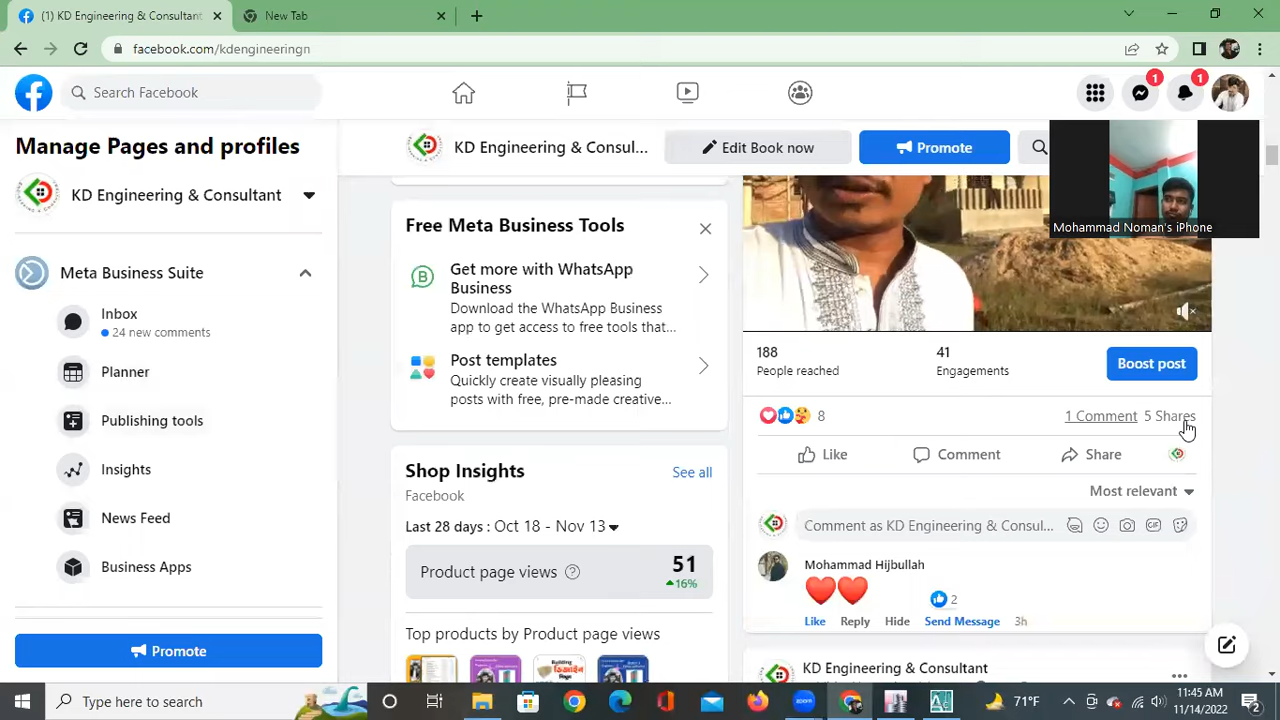 (1) KD Engineering & Consultant
New Tab
facebook.com/kdengineeringn
Search Facebook
1
1
Manage Pages and profiles
KD Engineering & Consul...
Edit Book now
Promote
Mohammad Noman's iPhone
KD Engineering & Consultant
Meta Business Suite
Inbox
24 new comments
Planner
Publishing tools
Insights
News Feed
Business Apps
Promote
Free Meta Business Tools
Get more with WhatsApp
Business
Download the WhatsApp Business
app to get access to free tools that...
Post templates
Quickly create visually pleasing
posts with free, pre-made creative...
Shop Insights
See all
Facebook
Last 28 days : Oct 18 - Nov 13
Product page views
51
16%
Top products by Product page views
188
People reached
41
Engagements
Boost post
8
1 Comment 5 Shares
Like
Comment
Share
Most relevant
Comment as KD Engineering & Consul...
GIF
Mohammad Hijbullah
2
Like Reply Hide Send Message 3h
KD Engineering & Consultant
Type here to search
zoom
71°F
11:45 AM
11/14/2022
2